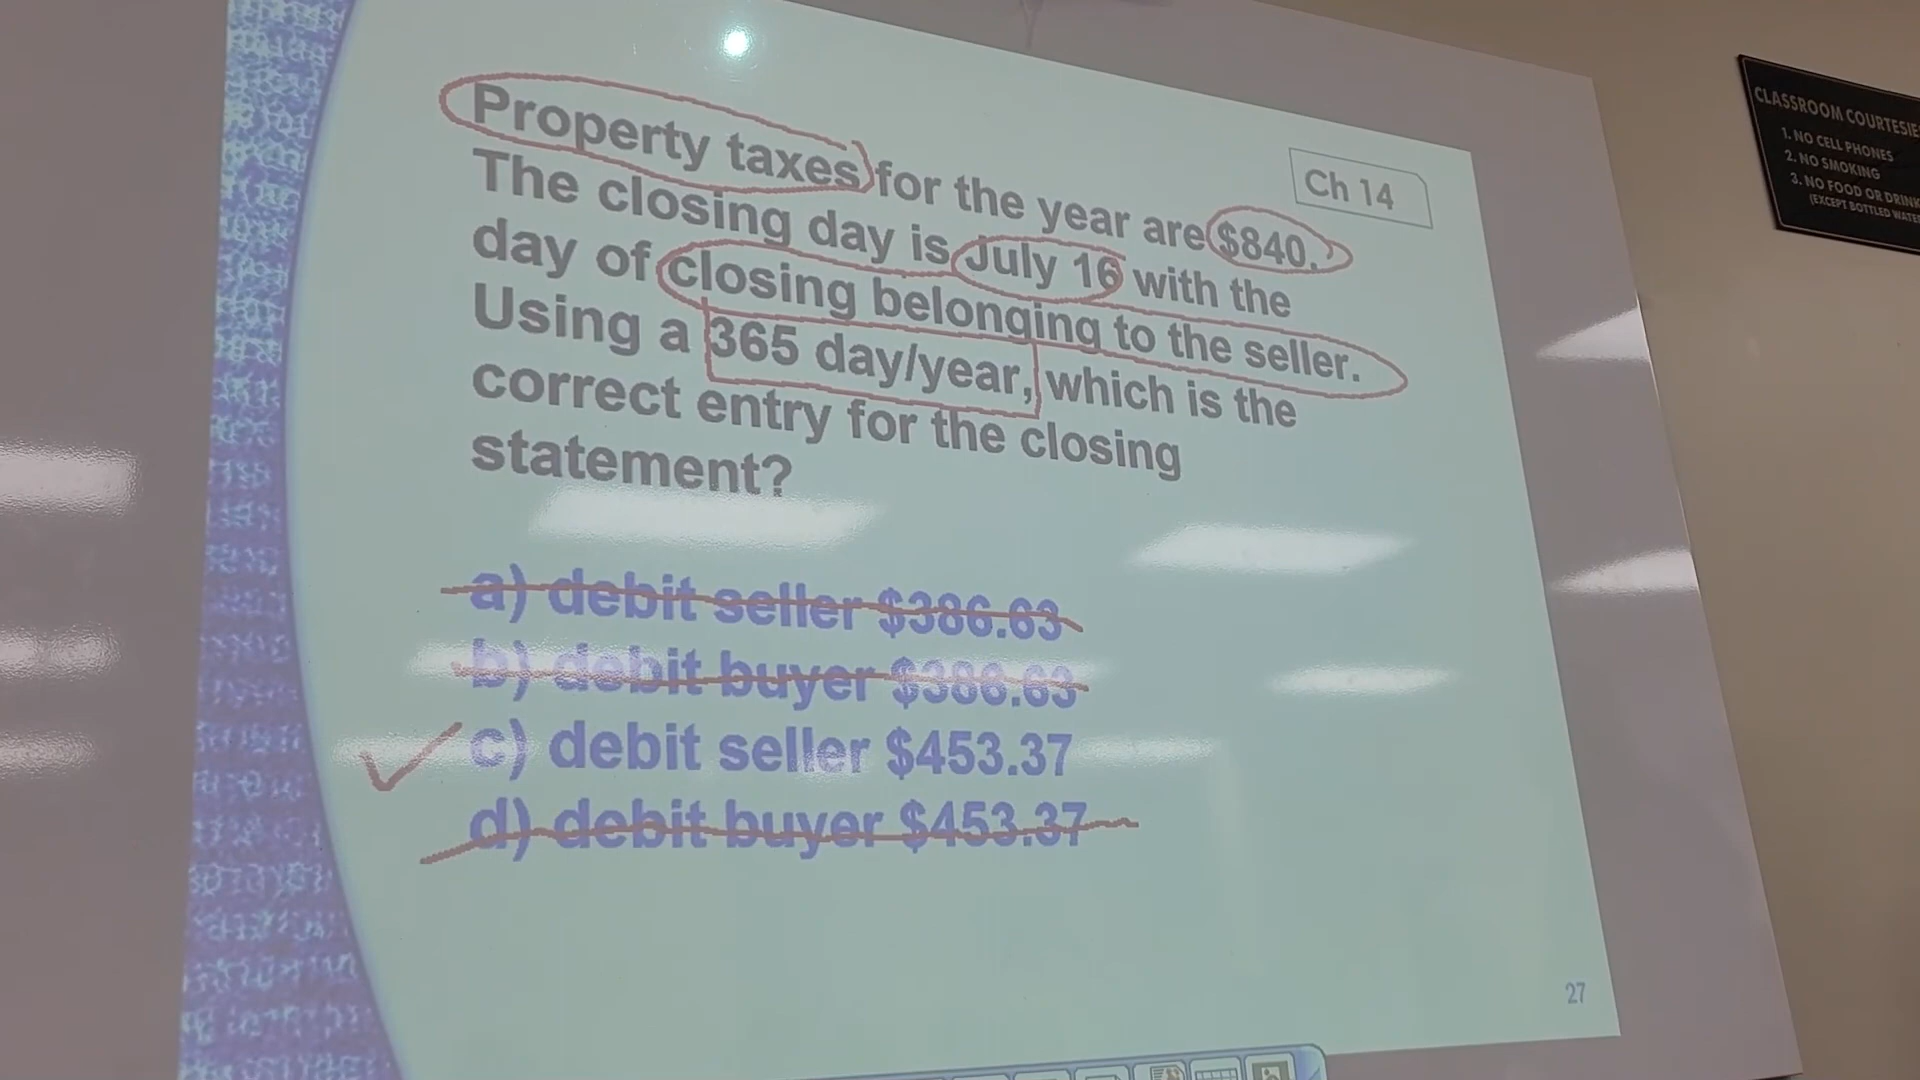 Property taxes for the year are $840.
The closing day is July 16 with the
day of closing belonging to the seller.
Using a 365 day/year, which is the
correct entry for the closing
statement?
Ch 14
a) debit seller $386.63
b) debit buyer $386.63
c) debit seller $453.37
d) debit buyer $453.37
27
CLASSROOM COURTESIE
1. NO CELL PHONES
2. NO SMOKING
3. NO FOOD OR DRINK
(EXCEPT BOTTLED WATE